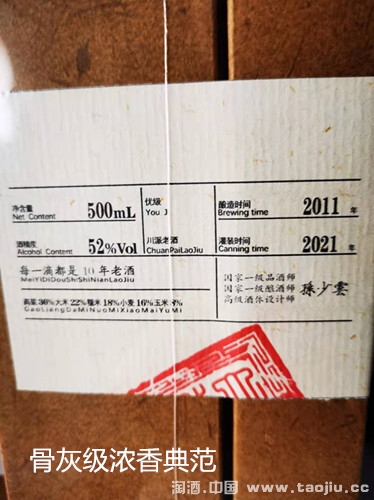 净含量 500mL 优级 酿造时间 2011 年
Net Content You J Brewing time
酒精度 52%Vol 川派老酒 灌装时间 2021 年
Alcohol Content ChuanPaiLaoJiu Canning time
每一滴都是10年老酒
MeiYiDiDouShiShiNianLaoJiu
国家一级品酒师
国家一级酿酒师
高级酒体设计师
孫少雲
高粱36%大米22%糯米18%小麦16%玉米8%
GaoLiangDaMiNuoMiXiaoMaiYuMi
骨灰级浓香典范
淘酒.中国 www.taojiu.cc